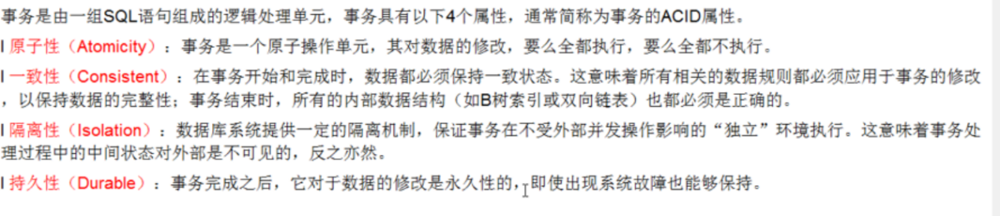 事务是由一组SQL语句组成的逻辑处理单元，事务具有以下4个属性，通常简称为事务的ACID属性。
l 原子性（Atomicity）：事务是一个原子操作单元，其对数据的修改，要么全都执行，要么全都不执行。
l 一致性（Consistent）：在事务开始和完成时，数据都必须保持一致状态。这意味着所有相关的数据规则都必须应用于事务的修改
，以保持数据的完整性；事务结束时，所有的内部数据结构（如B树索引或双向链表）也都必须是正确的。
l 隔离性（Isolation）：数据库系统提供一定的隔离机制，保证事务在不受外部并发操作影响的“独立”环境执行。这意味着事务处
理过程中的中间状态对外部是不可见的，反之亦然。
l 持久性（Durable）：事务完成之后，它对于数据的修改是永久性的，即使出现系统故障也能够保持。